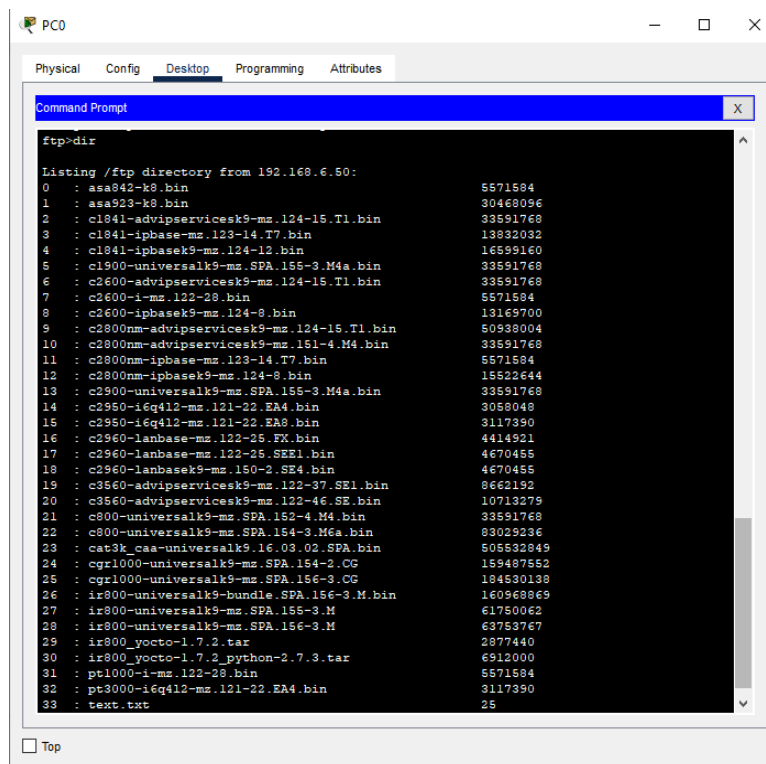 PC0
Physical Config Desktop Programming Attributes
Command Prompt X
ftp>dir
Listing /ftp directory from 192.168.6.50:
0 : asa842-k8.bin 5571584
1 : asa923-k8.bin 30468096
2 : c1841-advipservicesk9-mz.124-15.T1.bin 33591768
3 : c1841-ipbase-mz.123-14.T7.bin 13832032
4 : c1841-ipbasek9-mz.124-12.bin 16599160
5 : c1900-universalk9-mz.SPA.155-3.M4a.bin 33591768
6 : c2600-advipservicesk9-mz.124-15.T1.bin 33591768
7 : c2600-i-mz.122-28.bin 5571584
8 : c2600-ipbasek9-mz.124-8.bin 13169700
9 : c2800nm-advipservicesk9-mz.124-15.T1.bin 50938004
10 : c2800nm-advipservicesk9-mz.151-4.M4.bin 33591768
11 : c2800nm-ipbase-mz.123-14.T7.bin 5571584
12 : c2800nm-ipbasek9-mz.124-8.bin 15522644
13 : c2900-universalk9-mz.SPA.155-3.M4a.bin 33591768
14 : c2950-i6q4l2-mz.121-22.EA4.bin 3058048
15 : c2950-i6q4l2-mz.121-22.EA8.bin 3117390
16 : c2960-lanbase-mz.122-25.FX.bin 4414921
17 : c2960-lanbase-mz.122-25.SEE1.bin 4670455
18 : c2960-lanbasek9-mz.150-2.SE4.bin 4670455
19 : c3560-advipservicesk9-mz.122-37.SE1.bin 8662192
20 : c3560-advipservicesk9-mz.122-46.SE.bin 10713279
21 : c800-universalk9-mz.SPA.152-4.M4.bin 33591768
22 : c800-universalk9-mz.SPA.154-3.M6a.bin 83029236
23 : cat3k_caa-universalk9.16.03.02.SPA.bin 505532849
24 : cgr1000-universalk9-mz.SPA.154-2.CG 159487552
25 : cgr1000-universalk9-mz.SPA.156-3.CG 184530138
26 : ir800-universalk9-bundle.SPA.156-3.M.bin 160968869
27 : ir800-universalk9-mz.SPA.155-3.M 61750062
28 : ir800-universalk9-mz.SPA.156-3.M 63753767
29 : ir800_yocto-1.7.2.tar 2877440
30 : ir800_yocto-1.7.2_python-2.7.3.tar 6912000
31 : pt1000-i-mz.122-28.bin 5571584
32 : pt3000-i6q4l2-mz.121-22.EA4.bin 3117390
33 : text.txt 25
Top